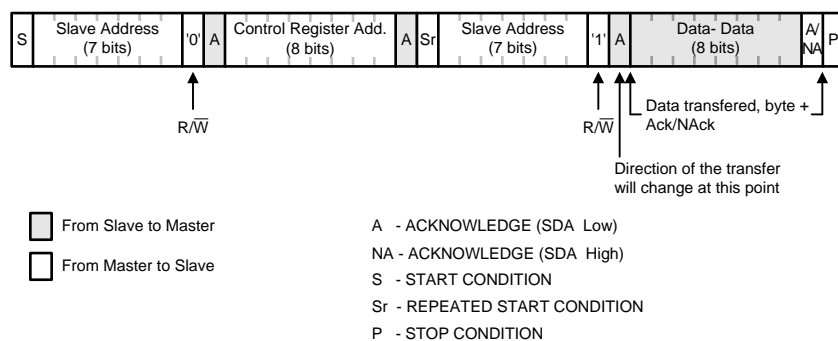 S Slave Address (7 bits) '0' A Control Register Add. (8 bits) A Sr Slave Address (7 bits) '1' A Data- Data (8 bits) A/NA P
R/W̅
R/W̅
Data transfered, byte +
Ack/NAck
Direction of the transfer
will change at this point
From Slave to Master
From Master to Slave
A - ACKNOWLEDGE (SDA Low)
NA - ACKNOWLEDGE (SDA High)
S - START CONDITION
Sr - REPEATED START CONDITION
P - STOP CONDITION